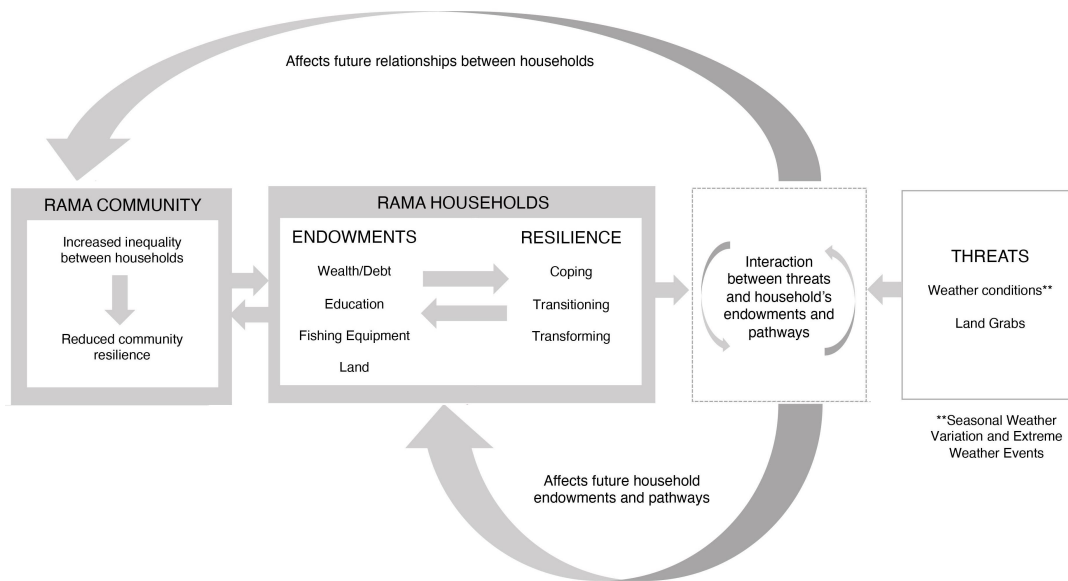 Affects future relationships between households
RAMA COMMUNITY
Increased inequality
between households
Reduced community
resilience
RAMA HOUSEHOLDS
ENDOWMENTS
Wealth/Debt
Education
Fishing Equipment
Land
RESILIENCE
Coping
Transitioning
Transforming
Interaction
between threats
and household's
endowments and
pathways
THREATS
Weather conditions**
Land Grabs
**Seasonal Weather
Variation and Extreme
Weather Events
Affects future household
endowments and pathways